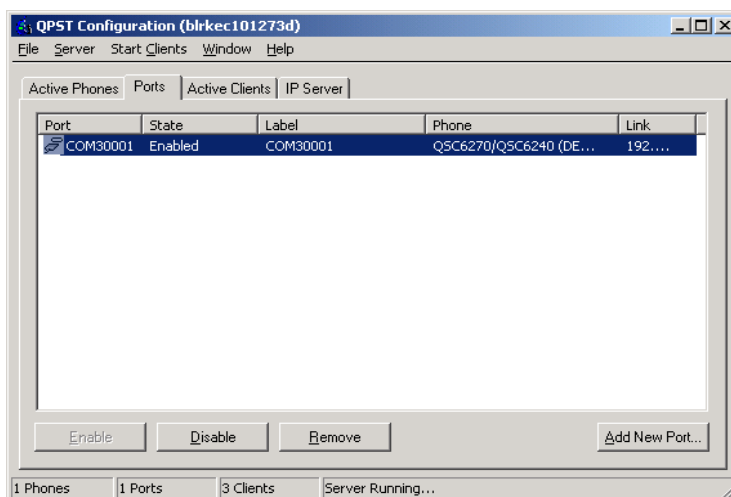 QPST Configuration (blrkec101273d)
File Server Start Clients Window Help
Active Phones Ports Active Clients IP Server
Port State Label Phone Link
COM30001 Enabled COM30001 QSC6270/QSC6240 (DE... 192....
Enable Disable Remove Add New Port...
1 Phones 1 Ports 3 Clients Server Running...